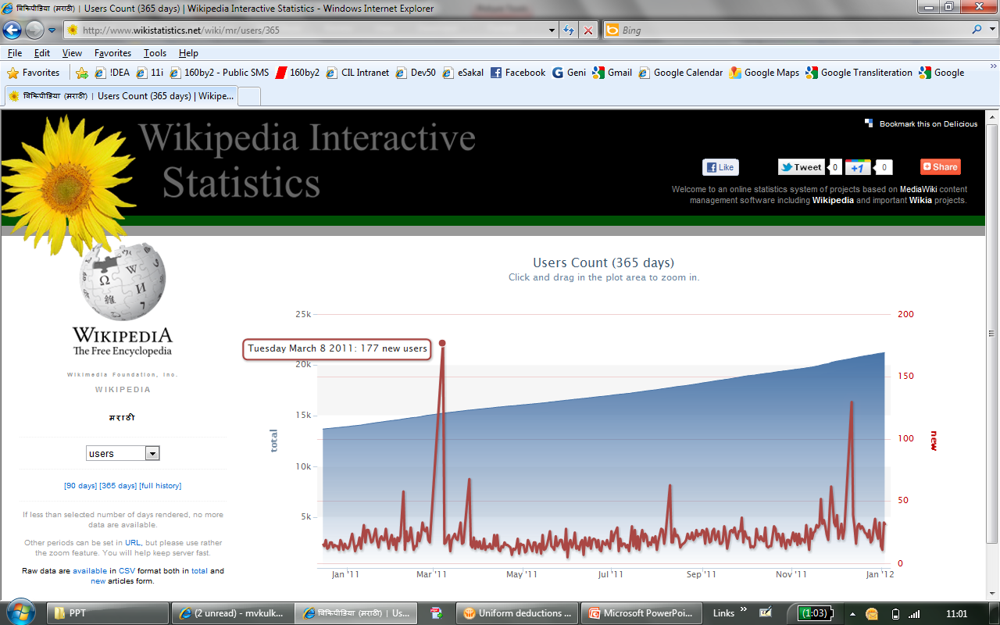 विकिपीडिया (मराठी) | Users Count (365 days) | Wikipedia Interactive Statistics - Windows Internet Explorer
http://www.wikistatistics.net/wiki/mr/users/365
Bing
File Edit View Favorites Tools Help
Favorites !DEA 11i 160by2 - Public SMS 160by2 CIL Intranet Dev50 eSakal Facebook Geni Gmail Google Calendar Google Maps Google Transliteration Google
विकिपीडिया (मराठी) | Users Count (365 days) | Wikipe...
Bookmark this on Delicious
Wikipedia Interactive
Statistics
Like Tweet 0 +1 0 Share
Welcome to an online statistics system of projects based on MediaWiki content
management software including Wikipedia and important Wikia projects.
WIKIPEDIA
The Free Encyclopedia
Wikimedia Foundation, Inc.
WIKIPEDIA
मराठी
users
[90 days] [365 days] [full history]
If less than selected number of days rendered, no more
data are available.
Other periods can be set in URL, but please use rather
the zoom feature. You will help keep server fast.
Raw data are available in CSV format both in total and
new articles form.
Users Count (365 days)
Click and drag in the plot area to zoom in.
25k
20k
15k
10k
5k
total
Tuesday March 8 2011: 177 new users
200
150
100
50
0
new
Jan '11 Mar '11 May '11 Jul '11 Sep '11 Nov '11 Jan '12
PPT
(2 unread) - mvkulk...
विकिपीडिया (मराठी) | Us...
Uniform deductions ...
Microsoft PowerPoi...
Links
(1:03)
11:01